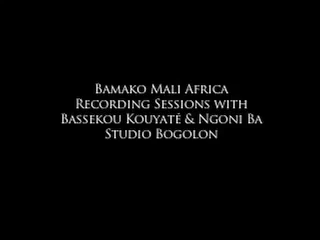 Bamako Mali Africa
Recording Sessions with
Bassekou Kouyaté & Ngoni Ba
Studio Bogolon